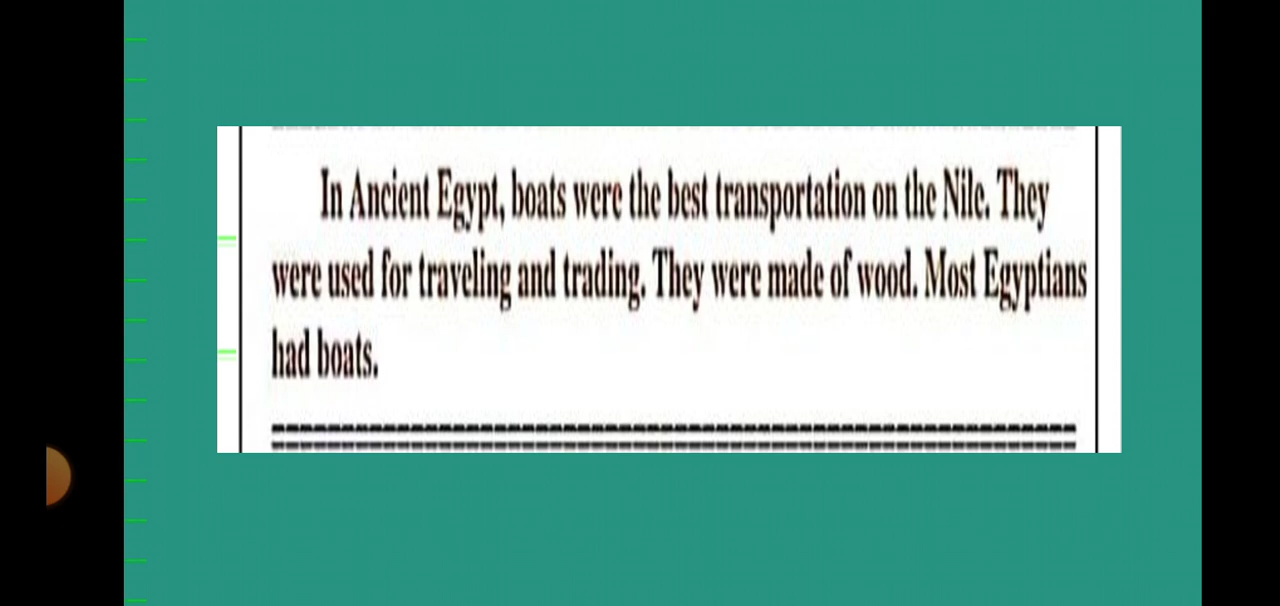 In Ancient Egypt, boats were the best transportation on the Nile. They
were used for traveling and trading. They were made of wood. Most Egyptians
had boats.